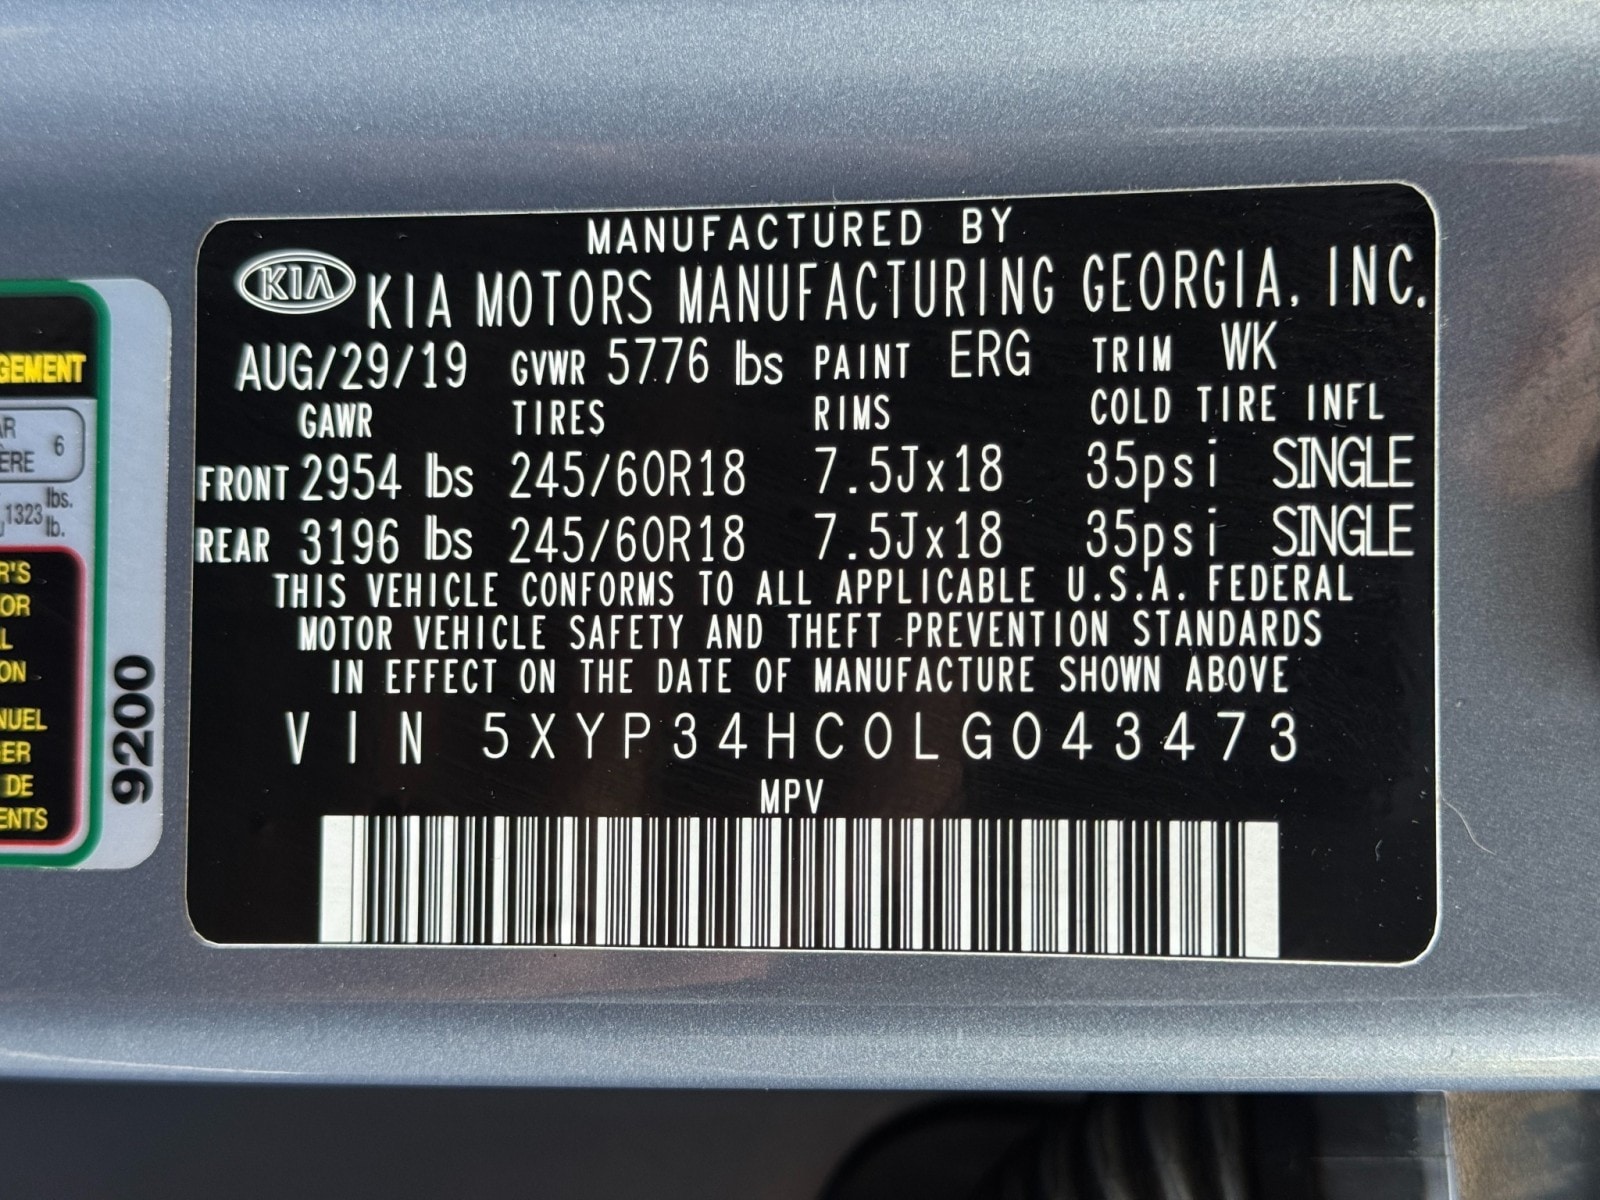 MANUFACTURED BY
KIA KIA MOTORS MANUFACTURING GEORGIA, INC.
AUG/29/19 GVWR 5776 lbs PAINT ERG TRIM WK
GAWR TIRES RIMS COLD TIRE INFL
FRONT 2954 lbs 245/60R18 7.5Jx18 35psi SINGLE
REAR 3196 lbs 245/60R18 7.5Jx18 35psi SINGLE
THIS VEHICLE CONFORMS TO ALL APPLICABLE U.S.A. FEDERAL
MOTOR VEHICLE SAFETY AND THEFT PREVENTION STANDARDS
IN EFFECT ON THE DATE OF MANUFACTURE SHOWN ABOVE
VIN 5XYP34HC0LG043473
MPV
6
1323 lbs.
lb.
DE
9200